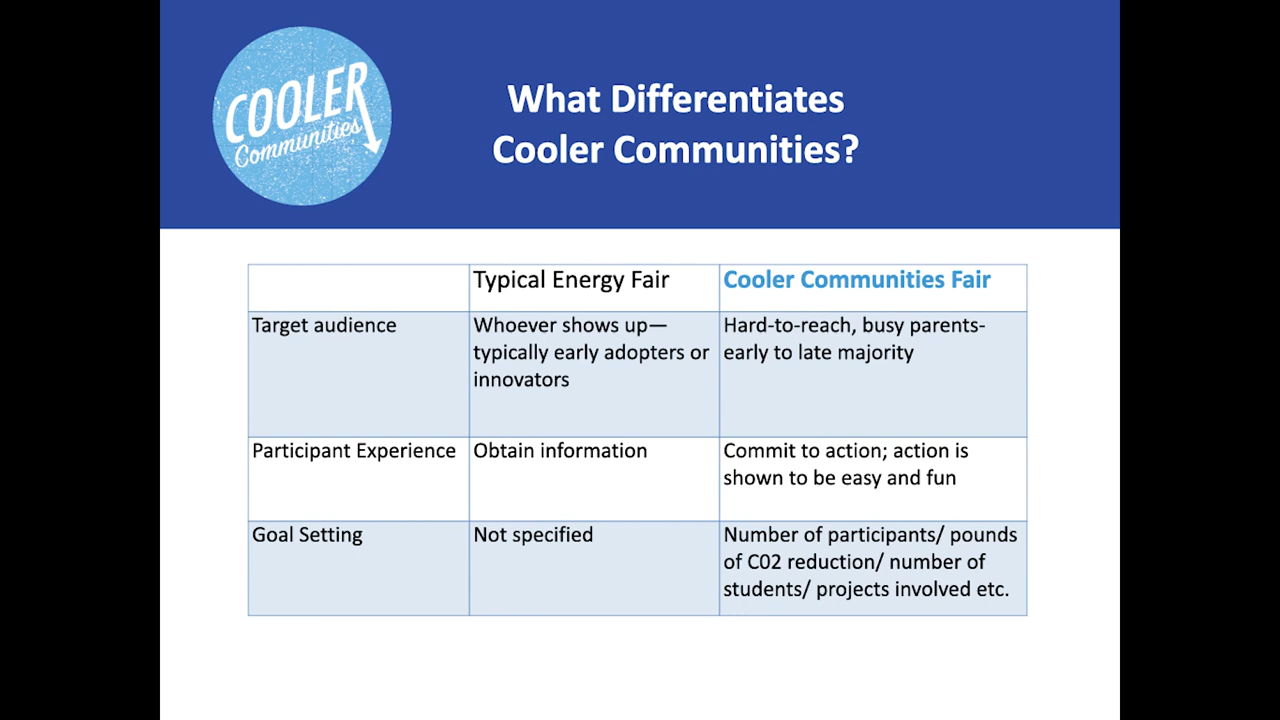 COOLER
Communities
What Differentiates
Cooler Communities?
Typical Energy Fair
Cooler Communities Fair
Target audience
Whoever shows up—
typically early adopters or
innovators
Hard-to-reach, busy parents-
early to late majority
Participant Experience
Obtain information
Commit to action; action is
shown to be easy and fun
Goal Setting
Not specified
Number of participants/ pounds
of C02 reduction/ number of
students/ projects involved etc.